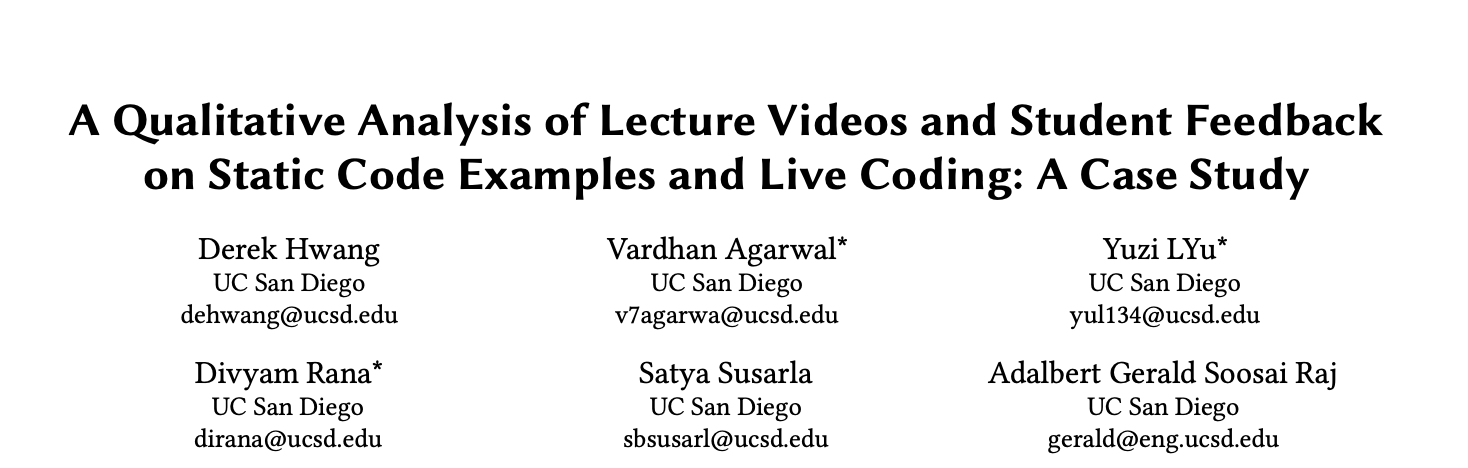 A Qualitative Analysis of Lecture Videos and Student Feedback
on Static Code Examples and Live Coding: A Case Study
Derek Hwang
UC San Diego
dehwang@ucsd.edu
Vardhan Agarwal*
UC San Diego
v7agarwa@ucsd.edu
Yuzi LYu*
UC San Diego
yul134@ucsd.edu
Divyam Rana*
UC San Diego
dirana@ucsd.edu
Satya Susarla
UC San Diego
sbsusarl@ucsd.edu
Adalbert Gerald Soosai Raj
UC San Diego
gerald@eng.ucsd.edu